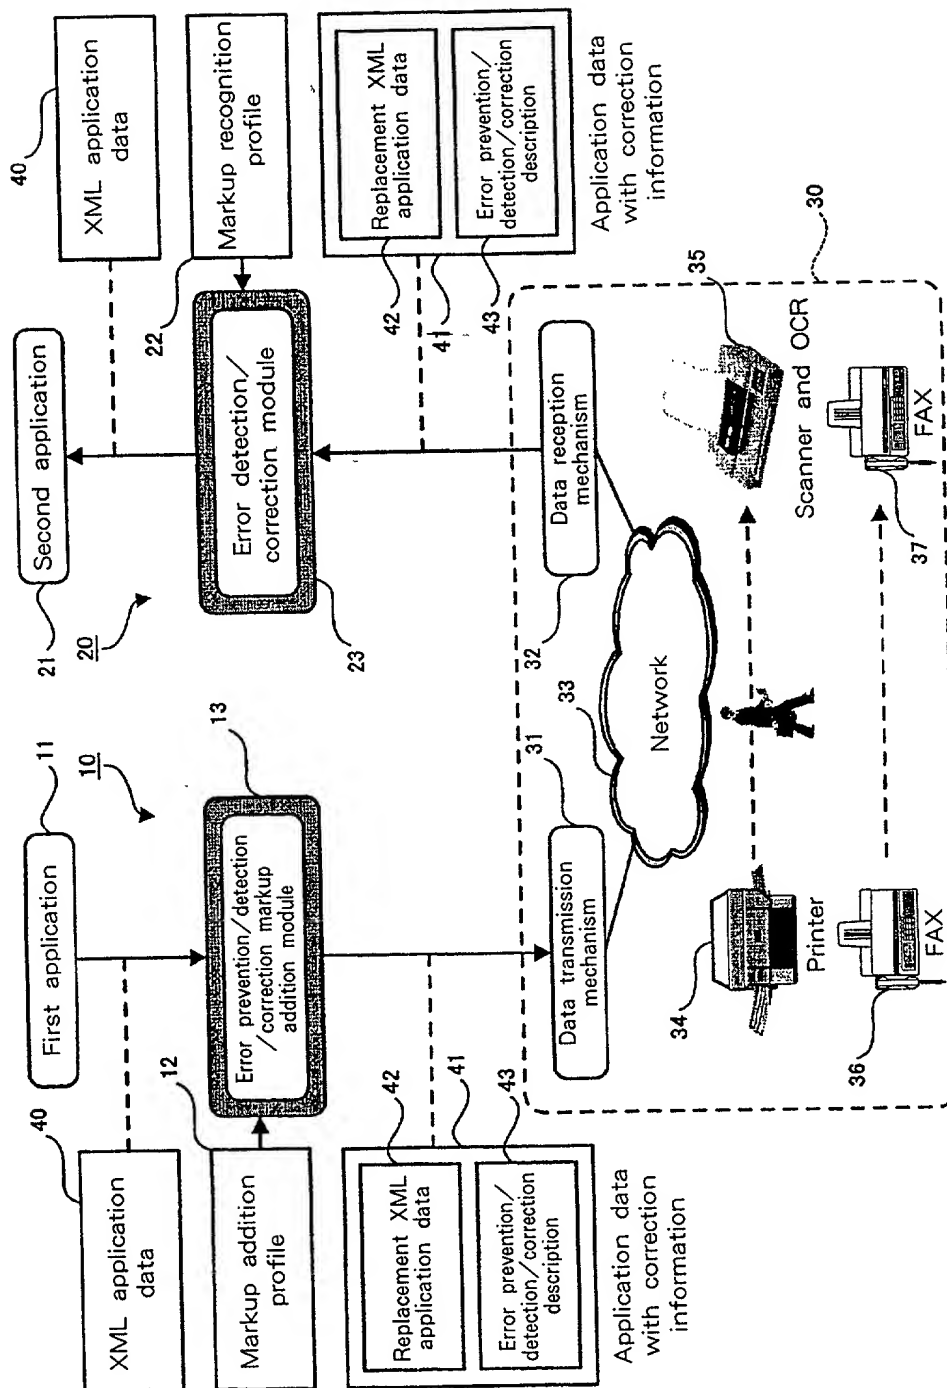 40
XML application
data
Markup addition
profile
12
First application
11
10
Error prevention/detection
/correction markup
addition module
13
42
41
43
Replacement XML
application data
Error prevention/
detection/correction
description
Application data
with correction
information
21
Second application
20
Error detection/
correction module
23
40
XML application
data
22
Markup recognition
profile
42
41
43
Replacement XML
application data
Error prevention/
detection/correction
description
Application data
with correction
information
30
Data transmission
mechanism
31
33
Network
32
Data reception
mechanism
34
Printer
35
Scanner and OCR
36
FAX
37
FAX